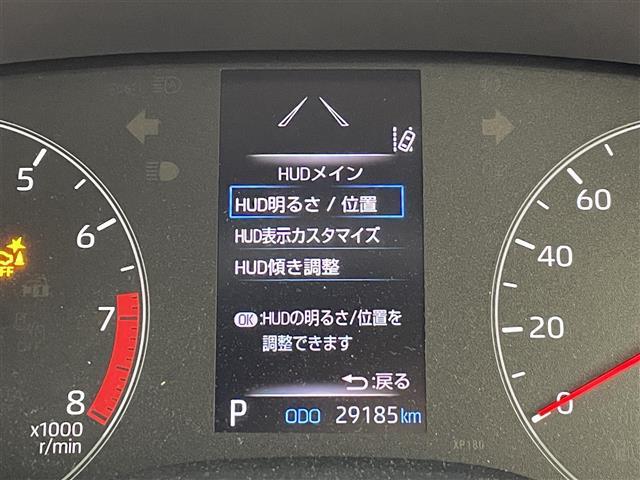 HUDメイン
HUD明るさ / 位置
HUD表示カスタマイズ
HUD傾き調整
OK:HUDの明るさ/位置を
調整できます
:戻る
P ODO 29185km
5
6
7
8
x1000
r/min
OFF
60
40
20
0
XP180